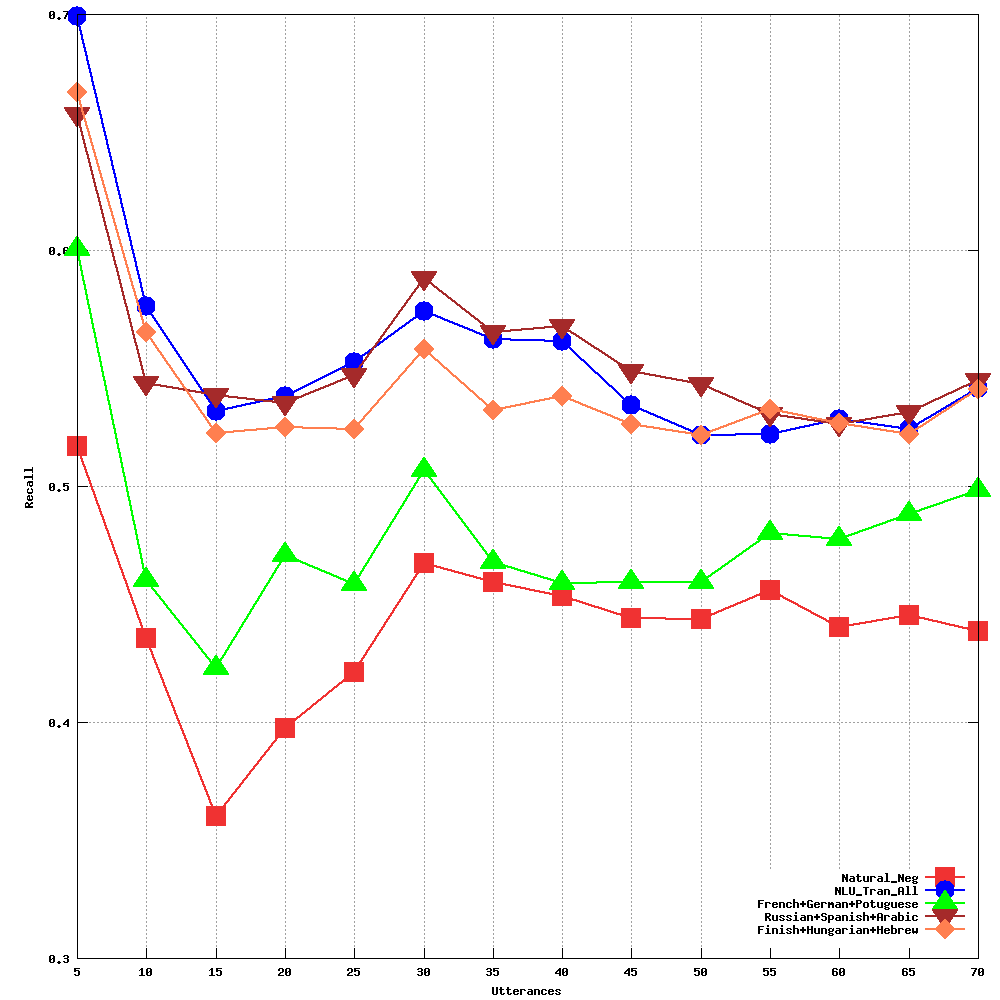 0.7
0.6
0.5
0.4
0.3
Recall
Natural_Neg
NLU_Tran_All
French+German+Potuguese
Russian+Spanish+Arabic
Finish+Hungarian+Hebrew
5 10 15 20 25 30 35 40 45 50 55 60 65 70
Utterances